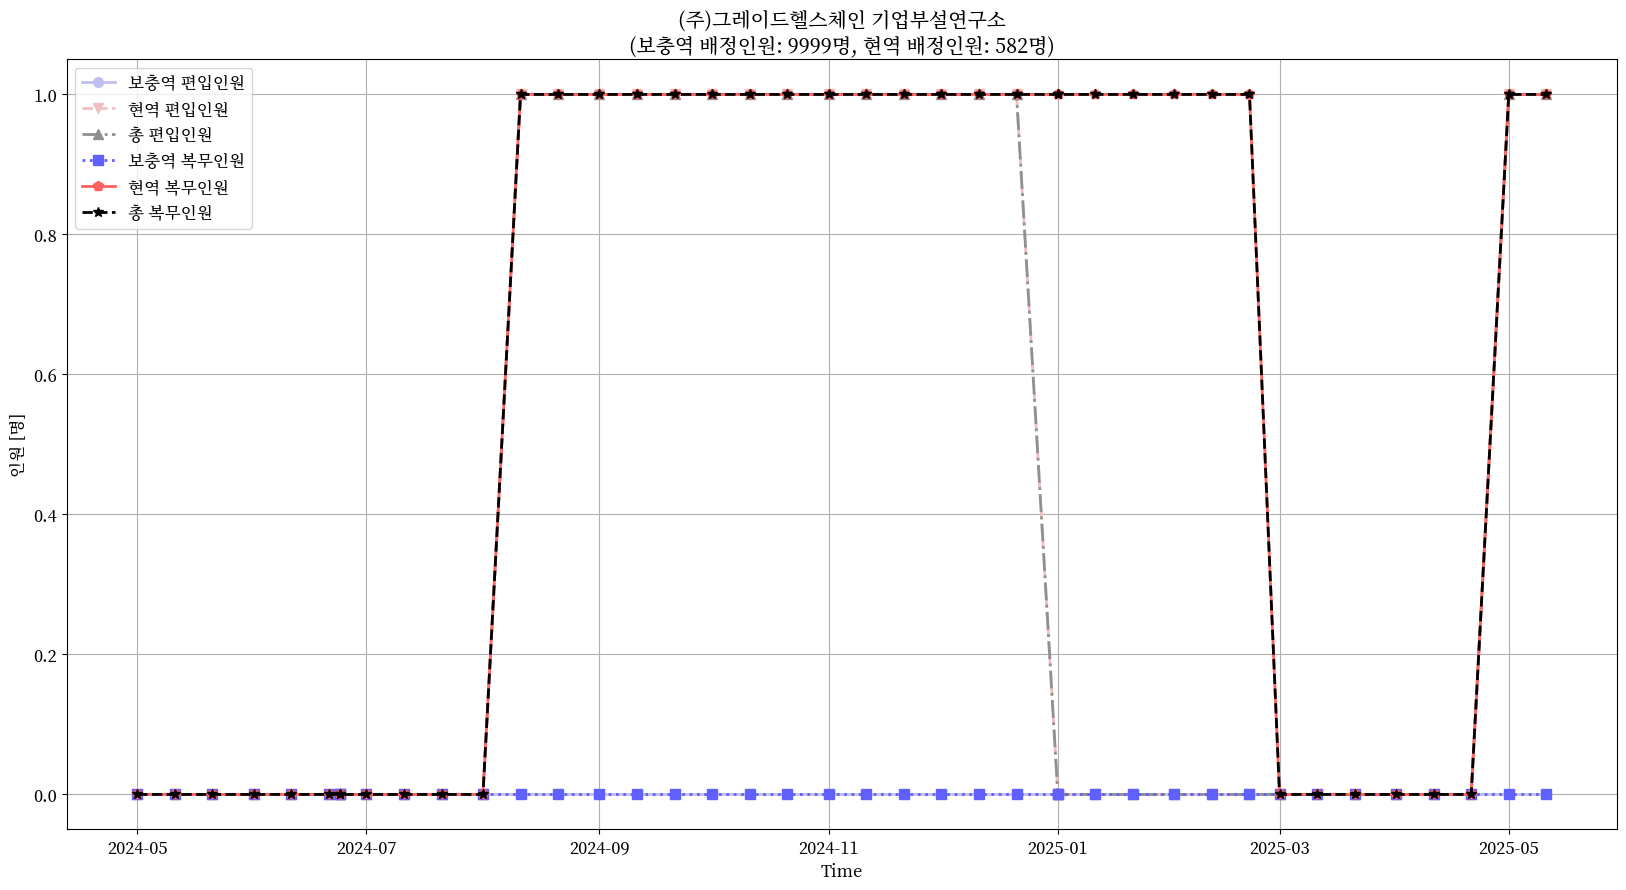 (주)그레이드헬스체인 기업부설연구소
(보충역 배정인원: 9999명, 현역 배정인원: 582명)
보충역 편입인원
현역 편입인원
총 편입인원
보충역 복무인원
현역 복무인원
총 복무인원
1.0
0.8
0.6
0.4
0.2
0.0
인원 [명]
2024-05
2024-07
2024-09
2024-11
2025-01
2025-03
2025-05
Time